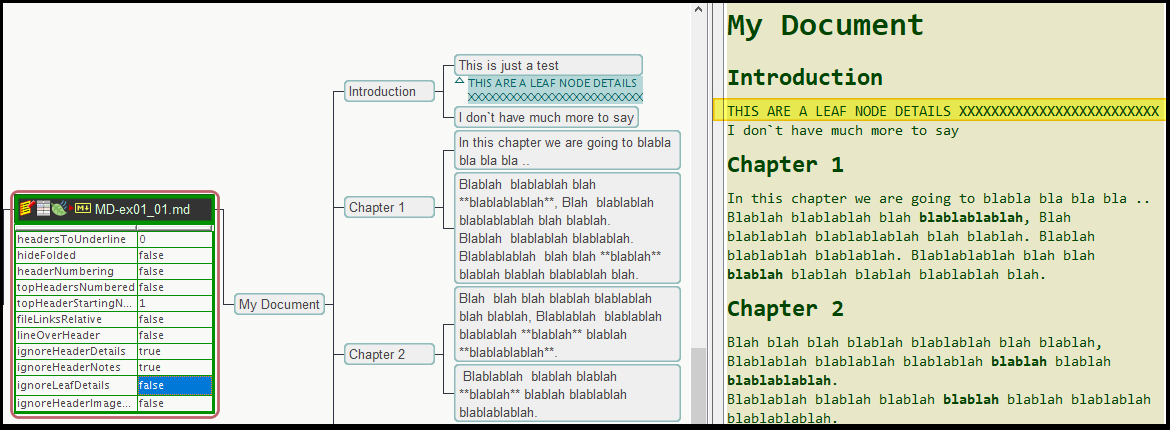 MD-ex01_01.md
headersToUnderline 0
hideFolded false
headerNumbering false
topHeadersNumbered false
topHeaderStartingN... 1
fileLinksRelative false
lineOverHeader false
ignoreHeaderDetails true
ignoreHeaderNotes true
ignoreLeafDetails false
ignoreHeaderImage... false
My Document
Introduction
This is just a test
THIS ARE A LEAF NODE DETAILS
XXXXXXXXXXXXXXXXXXXXXXXXX
I don`t have much more to say
Chapter 1
In this chapter we are going to blabla
bla bla bla ..
Blablah  blablablah blah
**blablablablah**, Blah  blablablah
blablablah blablablah blah blablah.
Blablah  blablablah blablablah.
Blablablablah  blah blah **blablah**
blablah blablah blablablah blah.
Chapter 2
Blah  blah blah blablah blablablah
blah blablah, Blablablah  blablablah
blablablah **blablah** blablah
**blablablablah**.
Blablablah  blablah blablah
**blablah** blablah blablablah
blablablablah.
My Document
Introduction
THIS ARE A LEAF NODE DETAILS XXXXXXXXXXXXXXXXXXXXXXXXX
I don`t have much more to say
Chapter 1
In this chapter we are going to blabla bla bla bla ..
Blablah blablablah blah blablablablah, Blah
blablablah blablablah blablablah blah blablah. Blablah
blablablah blablablah. Blablablablah blah blah
blablah blablah blablah blablablah blah.
Chapter 2
Blah blah blah blablah blablablah blah blablah,
Blablablah blablablah blablablah blablah blablah
blablablablah.
Blablablah blablah blablah blablah blablah blablablah
blablablablah.